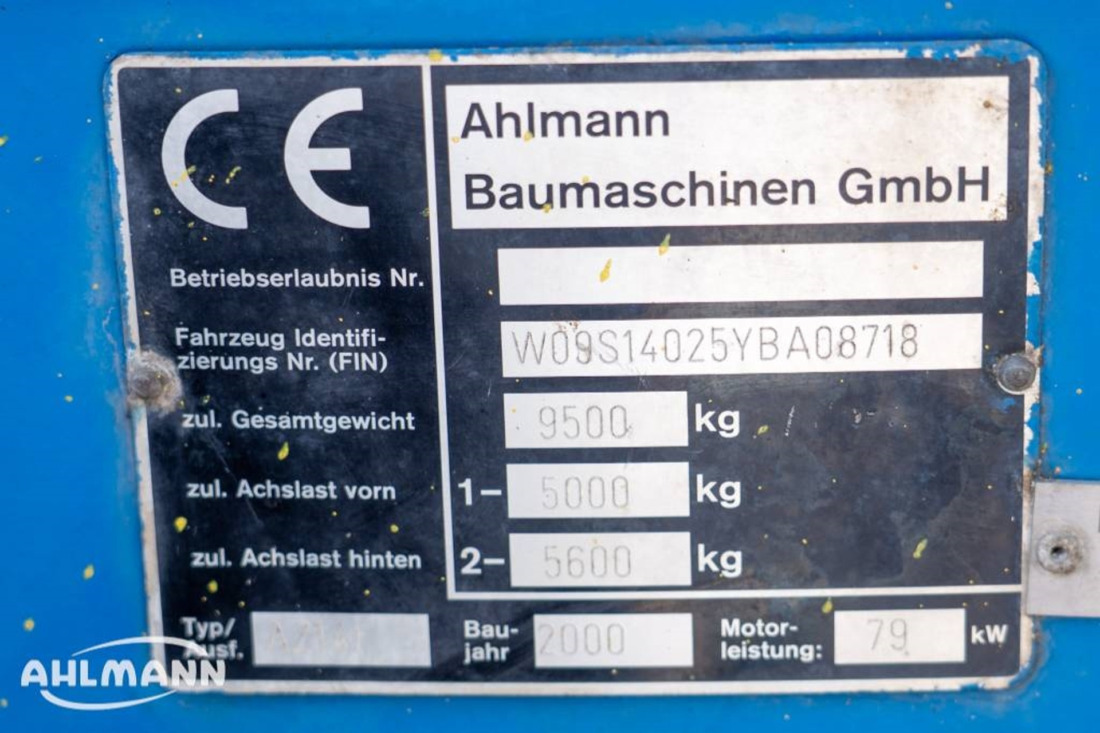 CE
Ahlmann
Baumaschinen GmbH
Betriebserlaubnis Nr.
Fahrzeug Identifi-
zierungs Nr. (FIN)
W09S14025YBA08718
zul. Gesamtgewicht
9500 kg
zul. Achslast vorn
1- 5000 kg
zul. Achslast hinten
2- 5600 kg
Typ/
Ausf.
Bau-
jahr
2000
Motor-
leistung:
79 kW
AHLMANN